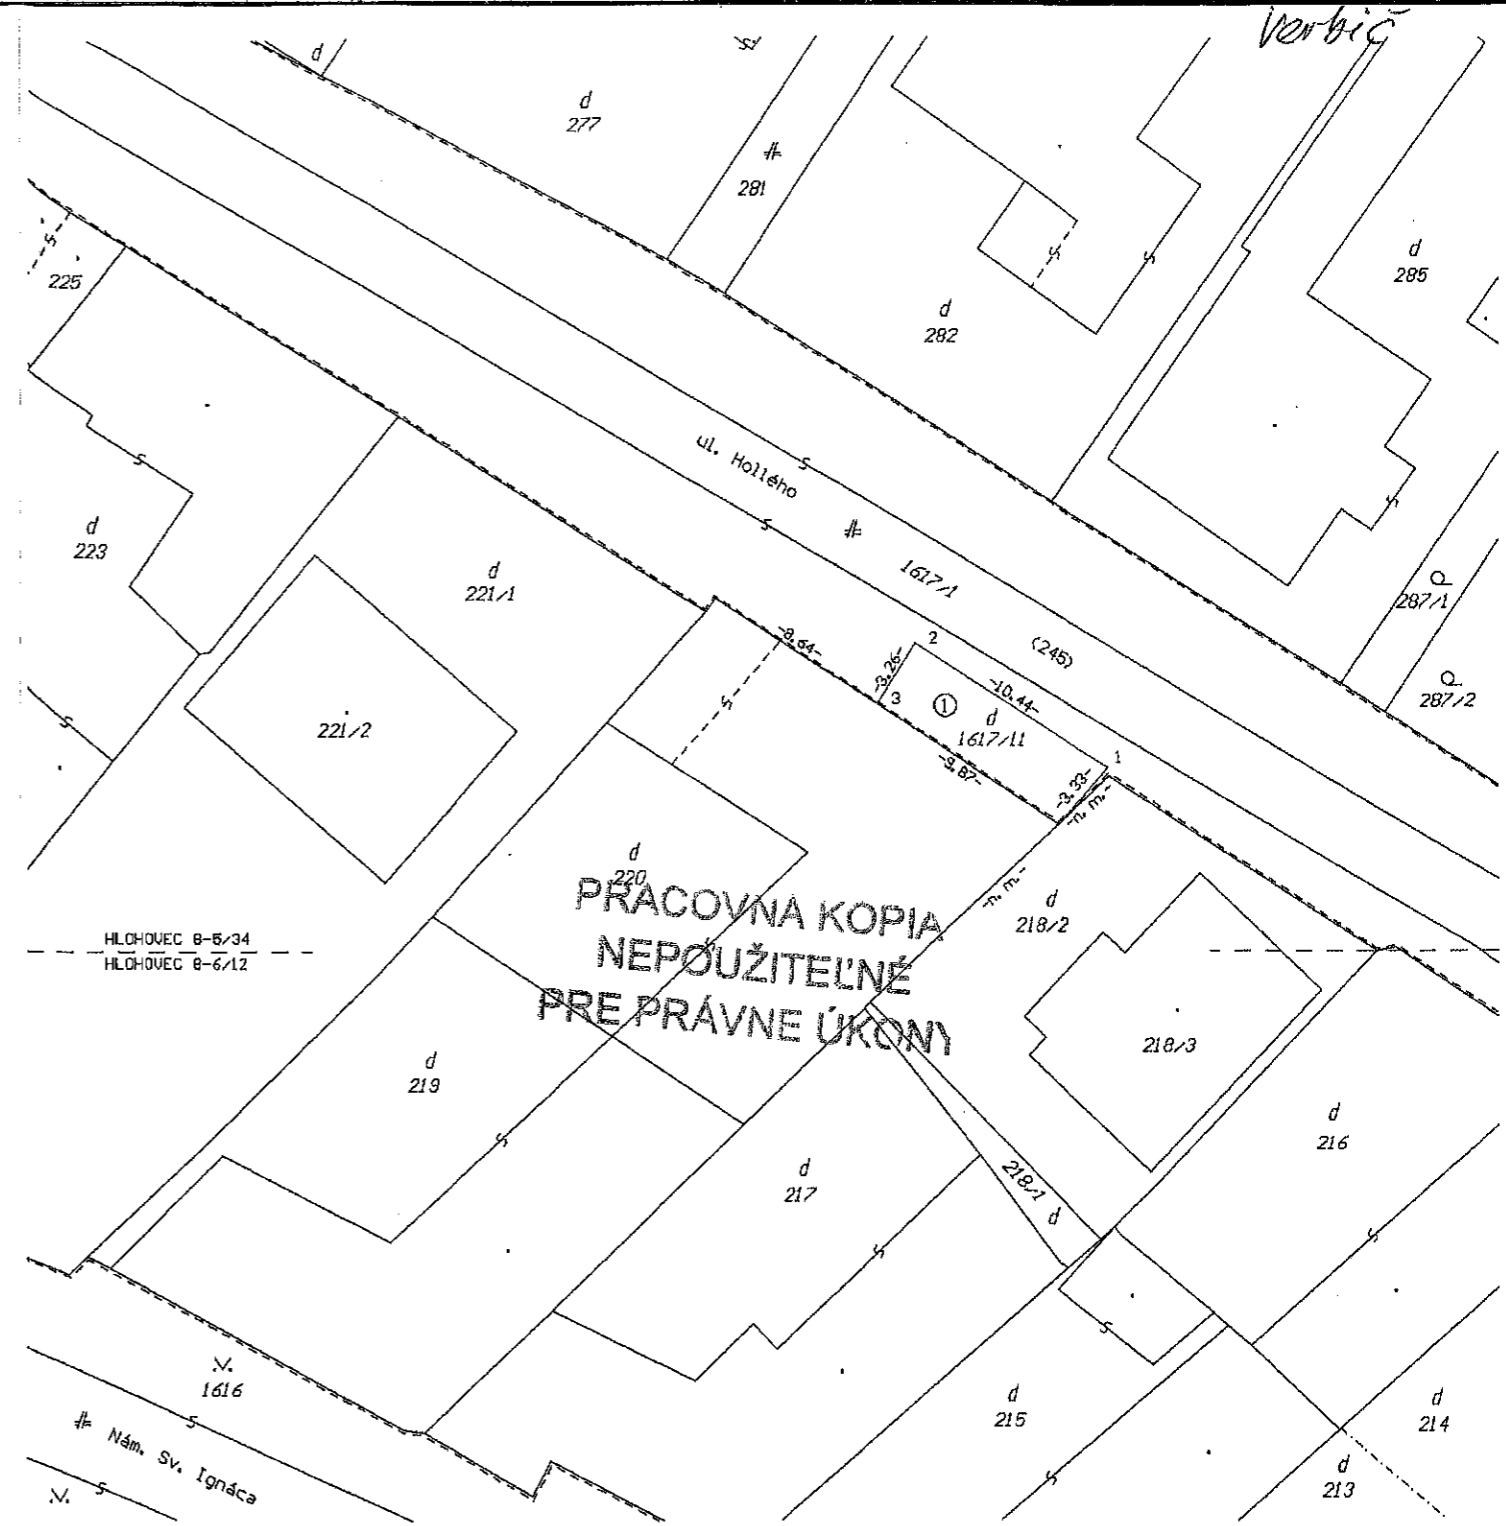 Verbič
d
d
277
281
d
282
d
285
225
ul. Hollého
1617/1
(245)
d
223
d
221/1
221/2
287/1
287/2
-8.64-
-3.26-
2
3
-10.44-
1
d
1617/11
-9.87-
-3.33-
1
-n. m.-
-n. m.-
d
220
d
218/2
PRACOVNÁ KOPIA
NEPOUŽITEĽNÉ
PRE PRÁVNE ÚKONY
HLOHOVEC 8-5/34
HLOHOVEC 8-6/12
218/3
d
219
d
216
d
217
218/1
d
1616
Nám. Sv. Ignáca
d
215
d
214
d
213